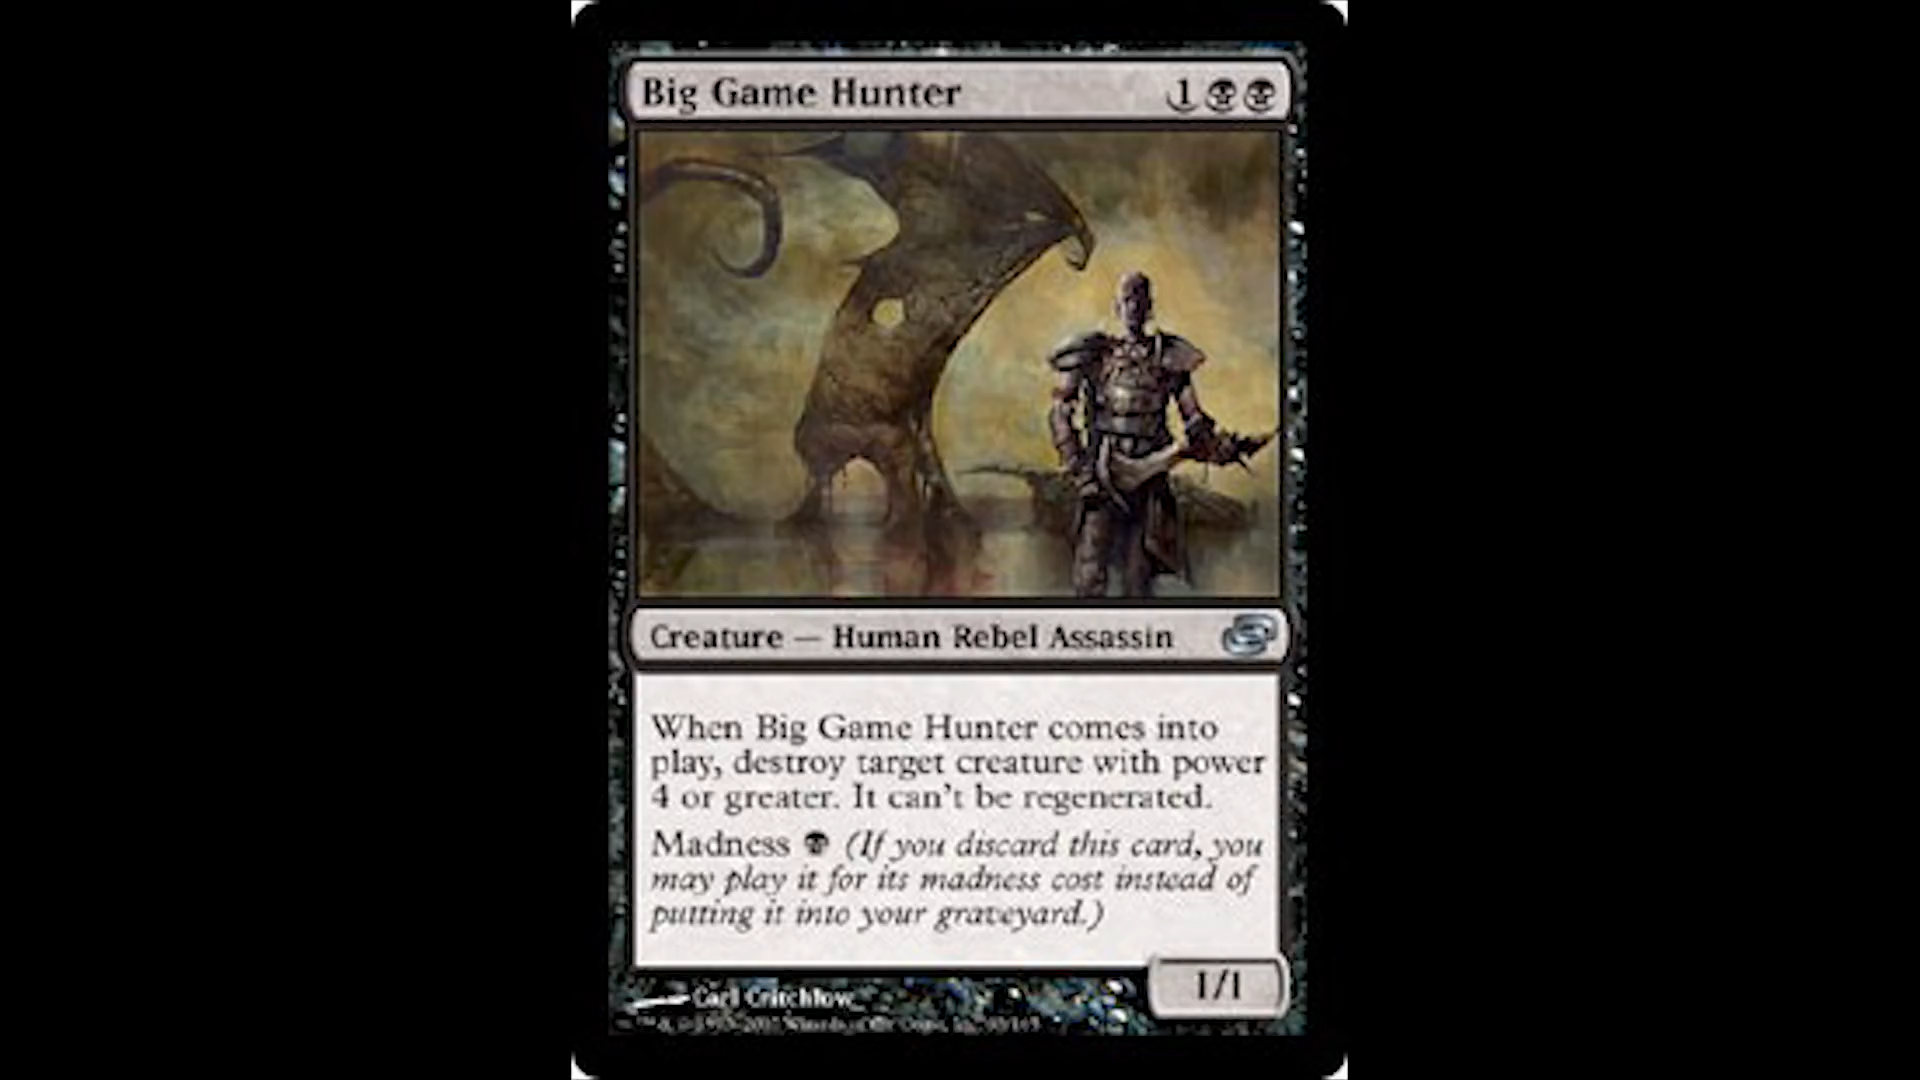 Big Game Hunter 1
Creature — Human Rebel Assassin
When Big Game Hunter comes into
play, destroy target creature with power
4 or greater. It can't be regenerated.
Madness (If you discard this card, you
may play it for its madness cost instead of
putting it into your graveyard.)
1/1
Carl Critchlow